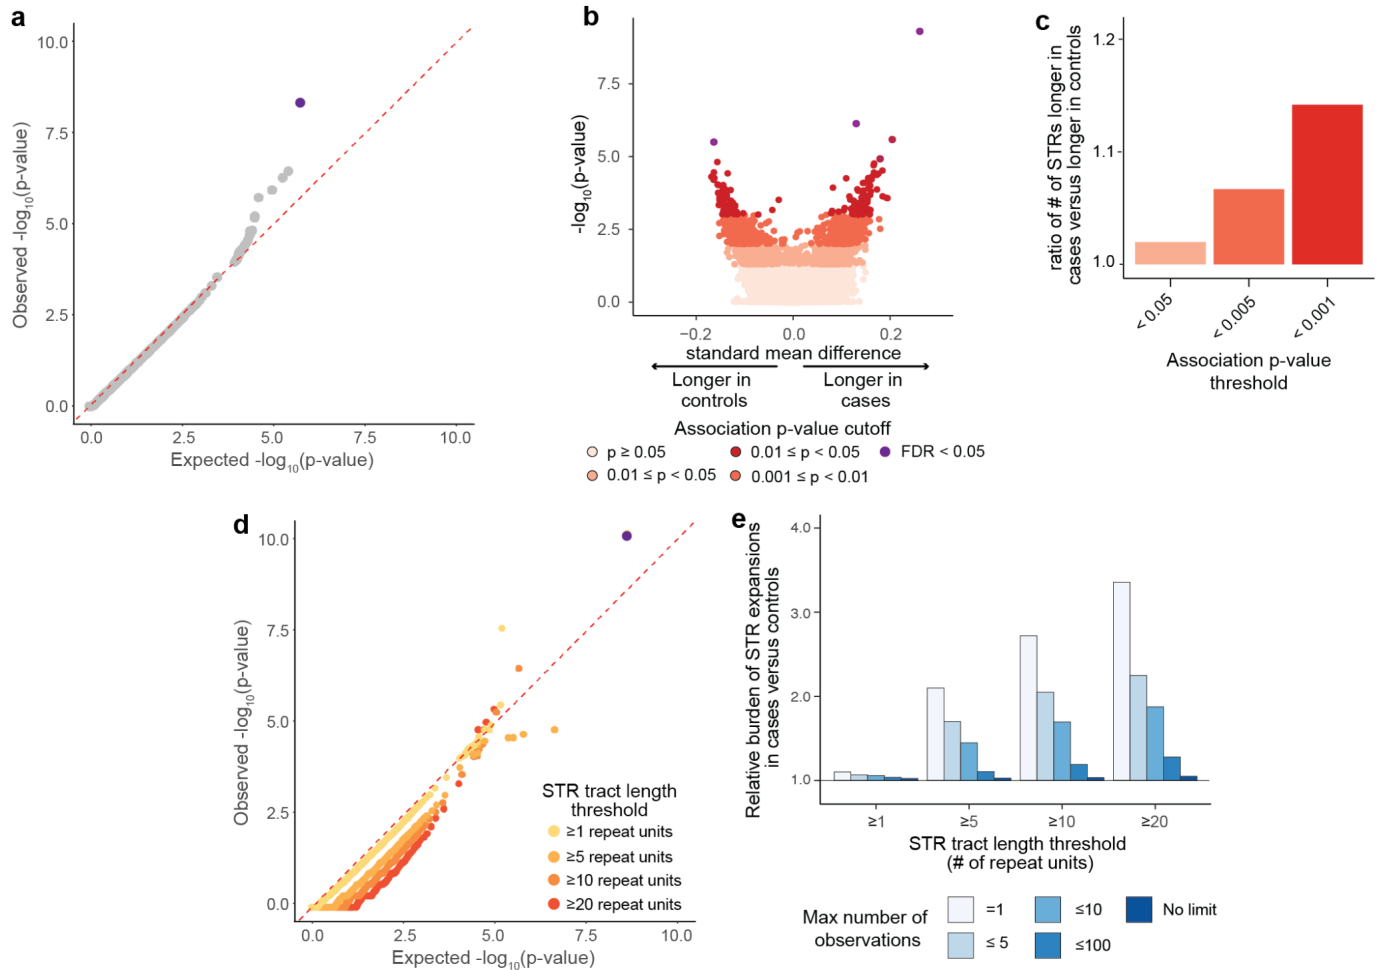 a
10.0
7.5
5.0
2.5
0.0
Observed -log10(p-value)
0.0 2.5 5.0 7.5 10.0
Expected -log10(p-value)
b
7.5
5.0
2.5
0.0
-log10(p-value)
−0.2 0.0 0.2
standard mean difference
Longer in
controls
Longer in
cases
Association p-value cutoff
p ≥ 0.05
0.01 ≤ p < 0.05
0.01 ≤ p < 0.05
0.001 ≤ p < 0.01
FDR < 0.05
c
1.2
1.1
1.0
ratio of # of STRs longer in
cases versus longer in controls
< 0.05
< 0.005
< 0.001
Association p-value
threshold
d
10.0
7.5
5.0
2.5
0.0
Observed -log10(p-value)
0.0 2.5 5.0 7.5 10.0
Expected -log10(p-value)
STR tract length
threshold
≥1 repeat units
≥5 repeat units
≥10 repeat units
≥20 repeat units
e
4.0
3.0
2.0
1.0
Relative burden of STR expansions
in cases versus controls
≥1 ≥5 ≥10 ≥20
STR tract length threshold
(# of repeat units)
Max number of
observations
=1
≤ 5
≤10
≤100
No limit